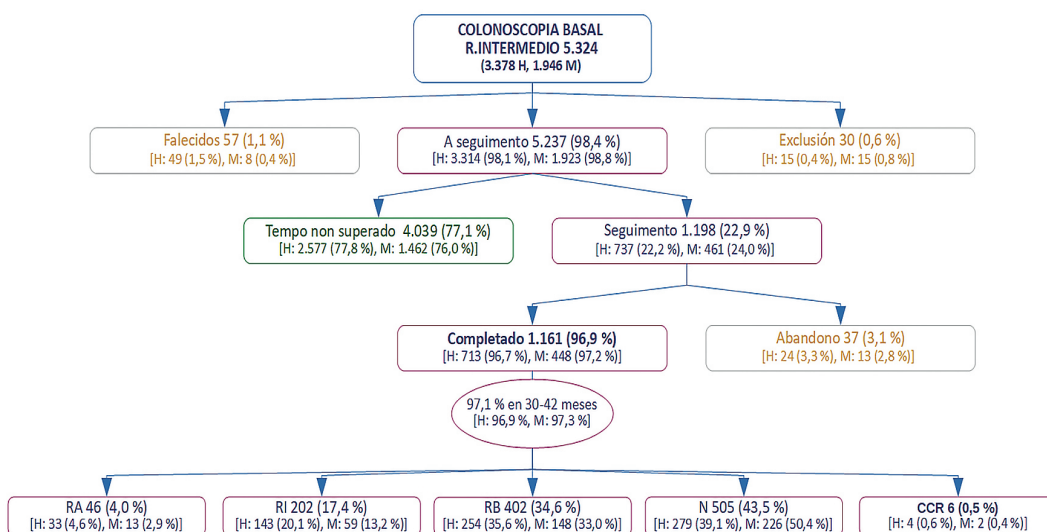 COLONOSCOPIA BASAL
R.INTERMEDIO 5.324
(3.378 H, 1.946 M)
Falecidos 57 (1,1 %)
[H: 49 (1,5 %), M: 8 (0,4 %)]
A seguimento 5.237 (98,4 %)
[H: 3.314 (98,1 %), M: 1.923 (98,8 %)]
Exclusión 30 (0,6 %)
[H: 15 (0,4 %), M: 15 (0,8 %)]
Tempo non superado 4.039 (77,1 %)
[H: 2.577 (77,8 %), M: 1.462 (76,0 %)]
Seguimento 1.198 (22,9 %)
[H: 737 (22,2 %), M: 461 (24,0 %)]
Completado 1.161 (96,9 %)
[H: 713 (96,7 %), M: 448 (97,2 %)]
Abandono 37 (3,1 %)
[H: 24 (3,3 %), M: 13 (2,8 %)]
97,1 % en 30-42 meses
[H: 96,9 %, M: 97,3 %]
RA 46 (4,0 %)
[H: 33 (4,6 %), M: 13 (2,9 %)]
RI 202 (17,4 %)
[H: 143 (20,1 %), M: 59 (13,2 %)]
RB 402 (34,6 %)
[H: 254 (35,6 %), M: 148 (33,0 %)]
N 505 (43,5 %)
[H: 279 (39,1 %), M: 226 (50,4 %)]
CCR 6 (0,5 %)
[H: 4 (0,6 %), M: 2 (0,4 %)]